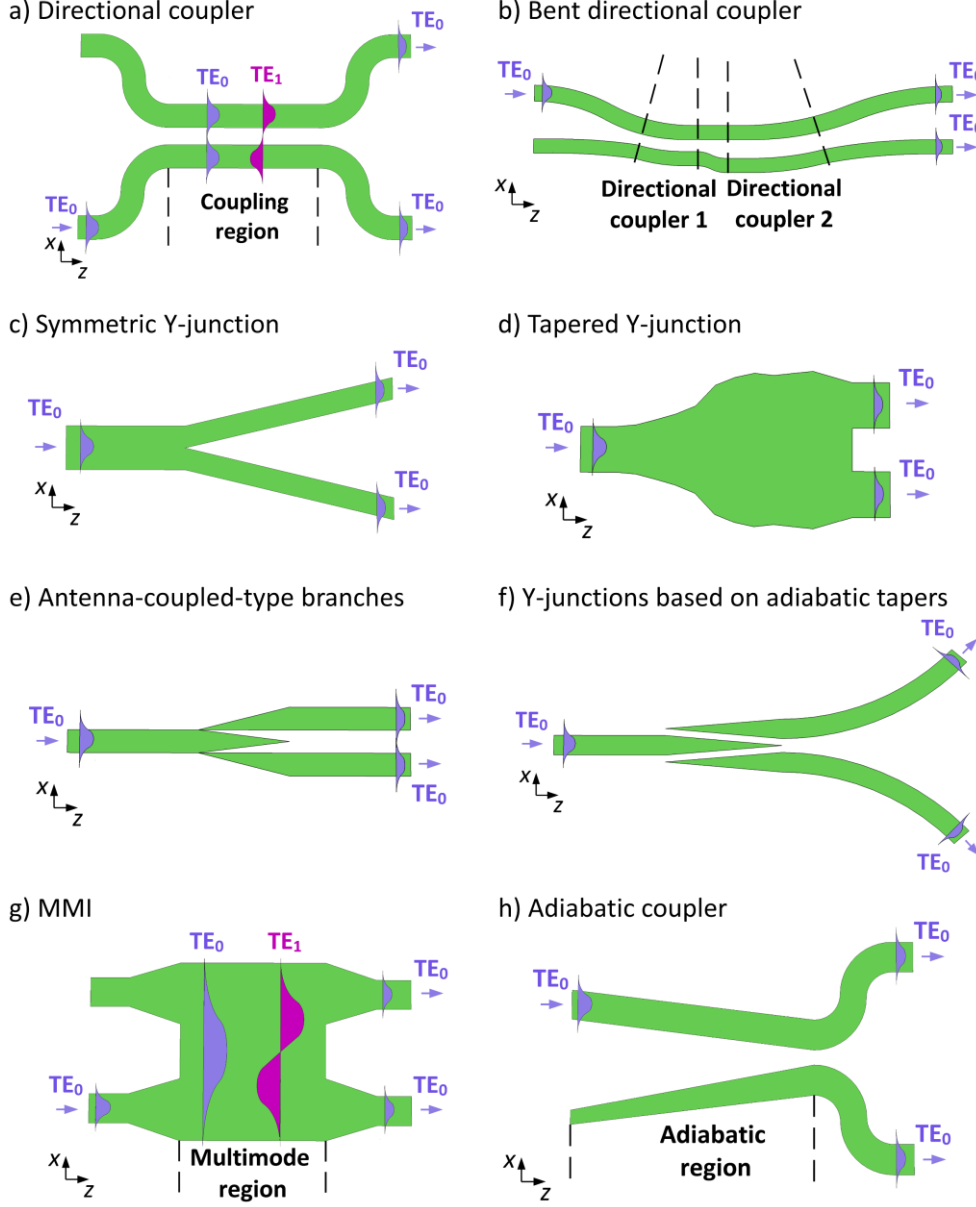 a) Directional coupler
TE0
TE0
TE1
TE0
TE0
Coupling
region
x
z
b) Bent directional coupler
TE0
TE0
TE0
Directional
coupler 1
Directional
coupler 2
x
z
c) Symmetric Y-junction
TE0
TE0
TE0
x
z
d) Tapered Y-junction
TE0
TE0
TE0
x
z
e) Antenna-coupled-type branches
TE0
TE0
TE0
x
z
f) Y-junctions based on adiabatic tapers
TE0
TE0
TE0
x
z
g) MMI
TE0
TE1
TE0
TE0
TE0
Multimode
region
x
z
h) Adiabatic coupler
TE0
TE0
TE0
Adiabatic
region
x
z